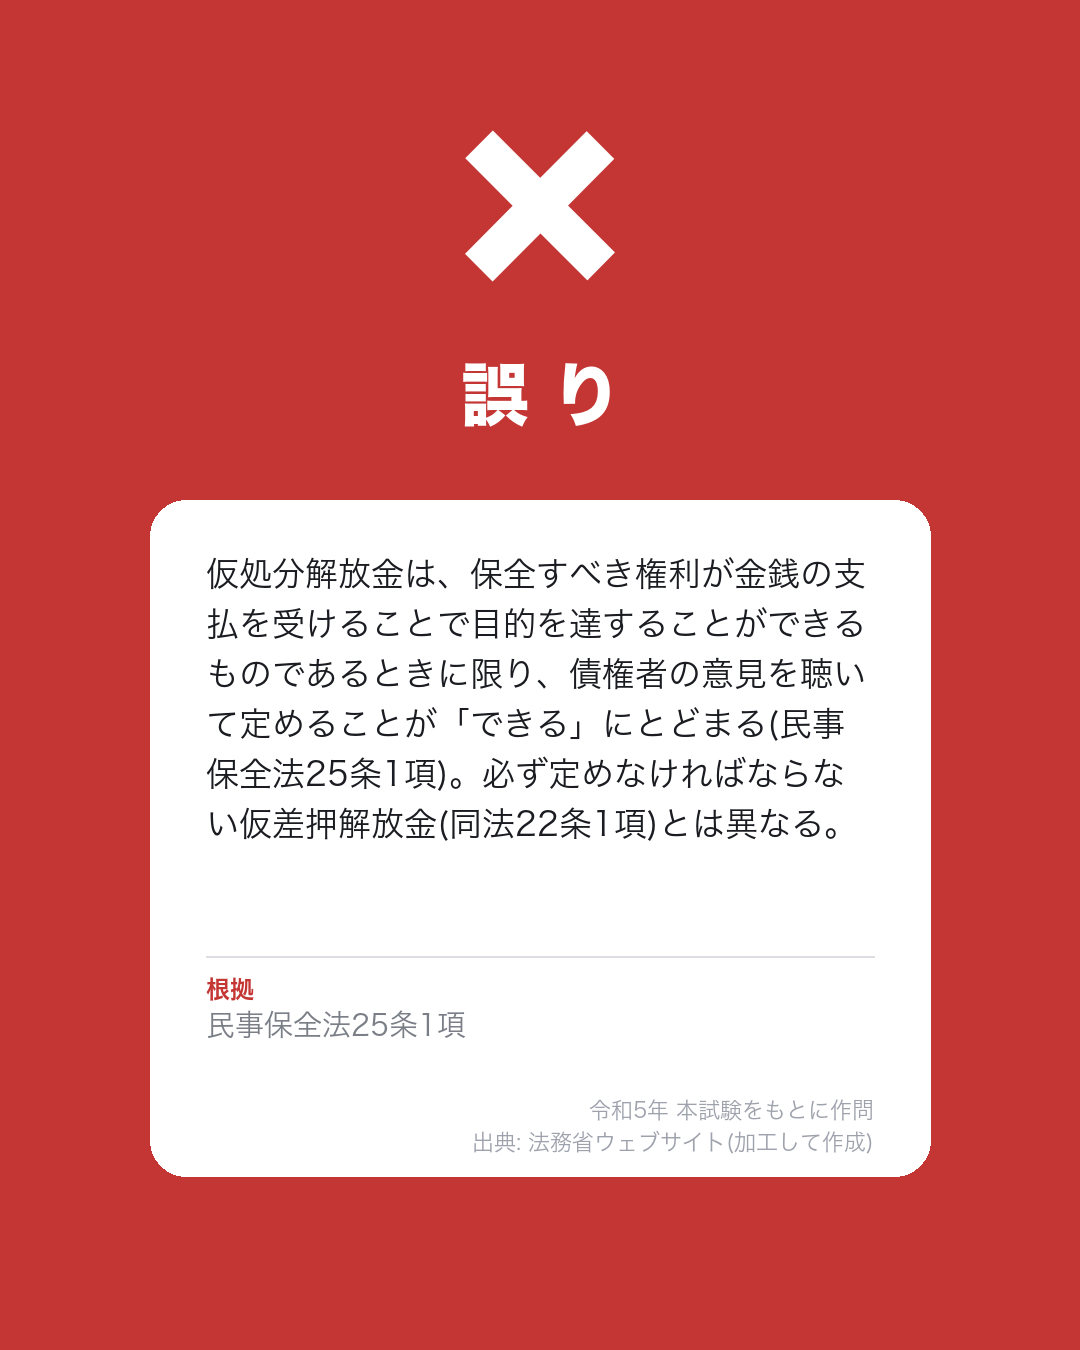 誤り
仮処分解放金は、保全すべき権利が金銭の支
払を受けることで目的を達することができる
ものであるときに限り、債権者の意見を聴い
て定めることが「できる」にとどまる(民事
保全法25条1項)。必ず定めなければならな
い仮差押解放金(同法22条1項)とは異なる。
根拠
民事保全法25条1項
令和5年 本試験をもとに作問
出典: 法務省ウェブサイト(加工して作成)